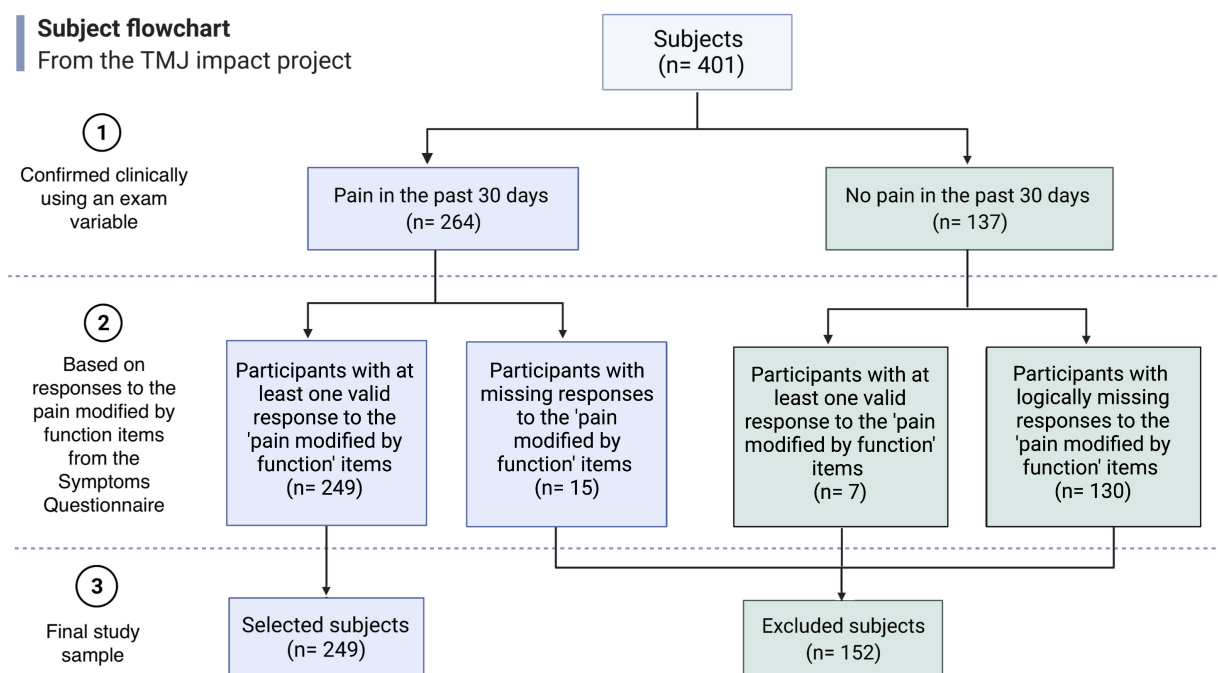 Subject flowchart
From the TMJ impact project
Subjects
(n= 401)
1
Confirmed clinically
using an exam
variable
Pain in the past 30 days
(n= 264)
No pain in the past 30 days
(n= 137)
2
Based on
responses to the
pain modified by
function items
from the
Symptoms
Questionnaire
Participants with at
least one valid
response to the
'pain modified by
function' items
(n= 249)
Participants with
missing responses
to the 'pain
modified by
function' items
(n= 15)
Participants with at
least one valid
response to the 'pain
modified by function'
items
(n= 7)
Participants with
logically missing
responses to the
'pain modified by
function' items
(n= 130)
3
Final study
sample
Selected subjects
(n= 249)
Excluded subjects
(n= 152)